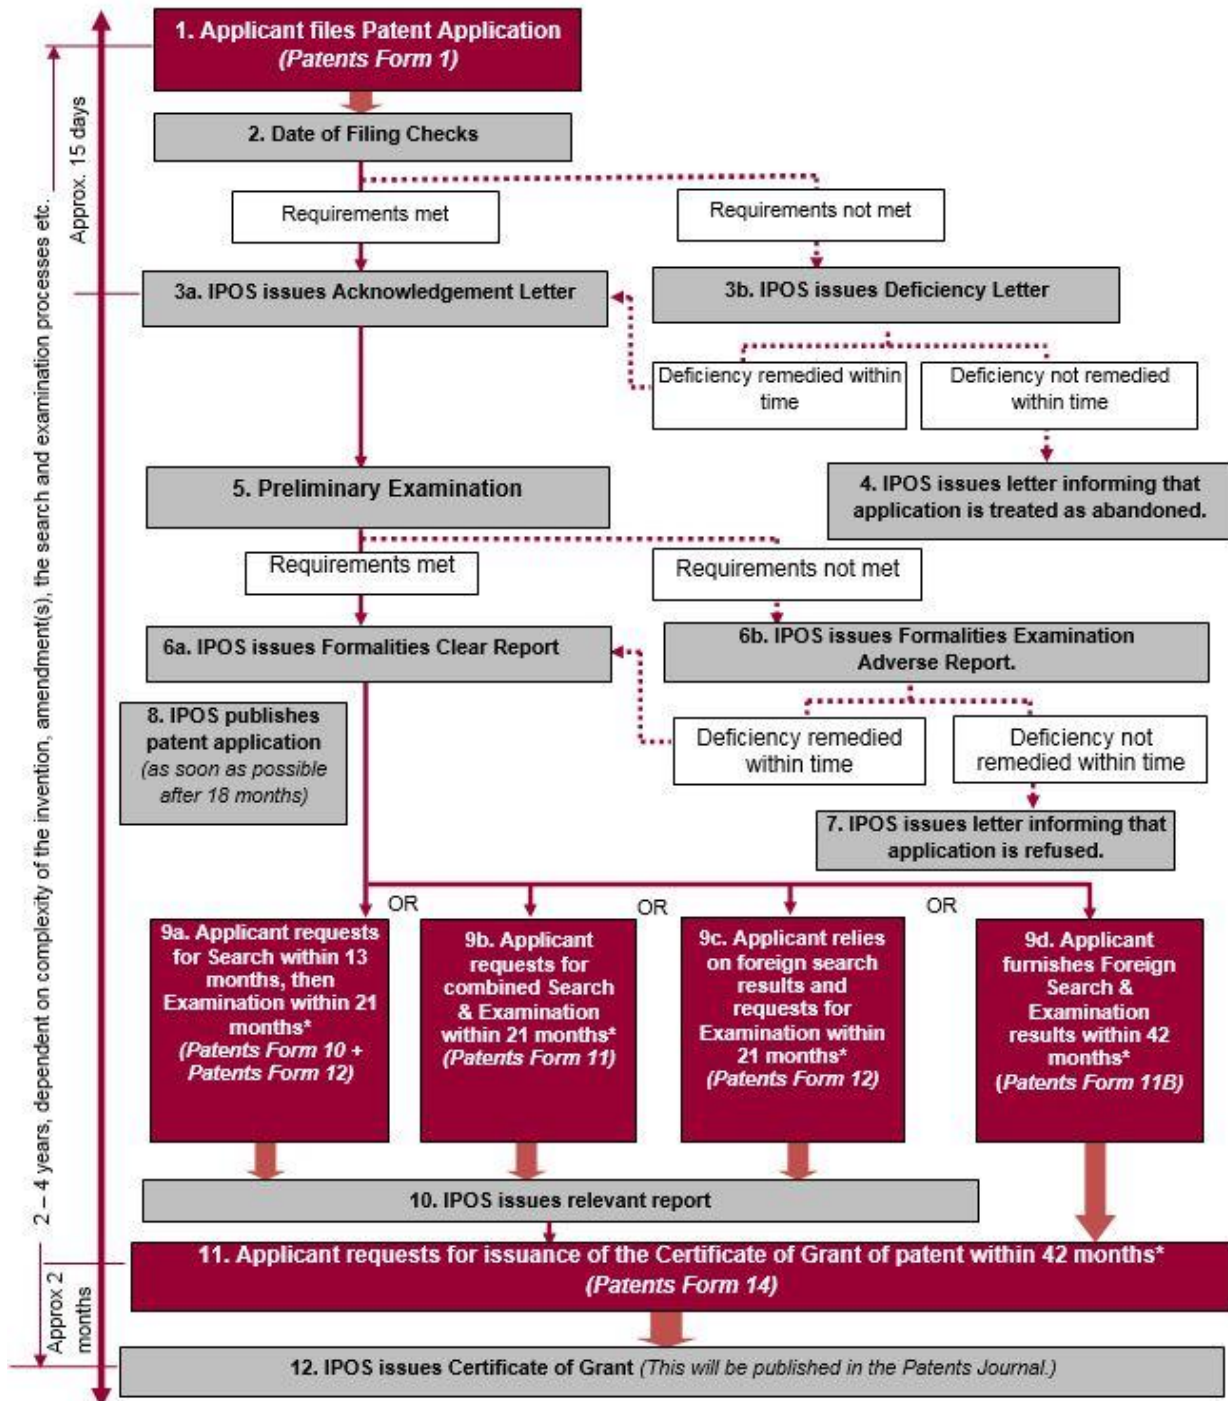 1. Applicant files Patent Application
(Patents Form 1)
2. Date of Filing Checks
Requirements met
Requirements not met
3a. IPOS issues Acknowledgement Letter
3b. IPOS issues Deficiency Letter
Deficiency remedied within
time
Deficiency not remedied
within time
4. IPOS issues letter informing that
application is treated as abandoned.
5. Preliminary Examination
Requirements met
Requirements not met
6a. IPOS issues Formalities Clear Report
6b. IPOS issues Formalities Examination
Adverse Report.
Deficiency remedied
within time
Deficiency not
remedied within time
7. IPOS issues letter informing that
application is refused.
8. IPOS publishes
patent application
(as soon as possible
after 18 months)
OR
OR
OR
9a. Applicant requests
for Search within 13
months, then
Examination within 21
months*
(Patents Form 10 +
Patents Form 12)
9b. Applicant
requests for
combined Search
& Examination
within 21 months*
(Patents Form 11)
9c. Applicant relies
on foreign search
results and
requests for
Examination within
21 months*
(Patents Form 12)
9d. Applicant
furnishes Foreign
Search &
Examination
results within 42
months*
(Patents Form 11B)
10. IPOS issues relevant report
11. Applicant requests for issuance of the Certificate of Grant of patent within 42 months*
(Patents Form 14)
12. IPOS issues Certificate of Grant (This will be published in the Patents Journal.)
Approx. 15 days
2 – 4 years, dependent on complexity of the invention, amendment(s), the search and examination processes etc.
Approx 2
months